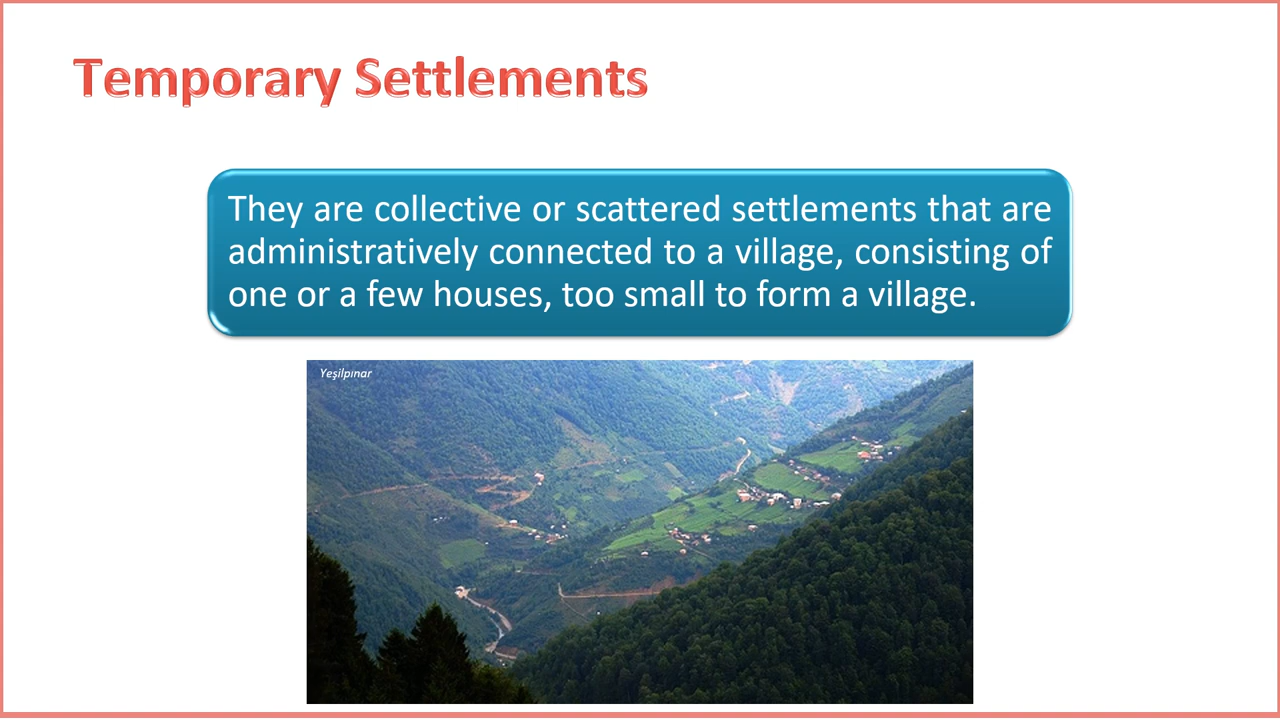 Temporary Settlements
They are collective or scattered settlements that are
administratively connected to a village, consisting of
one or a few houses, too small to form a village.
Yeşilpınar